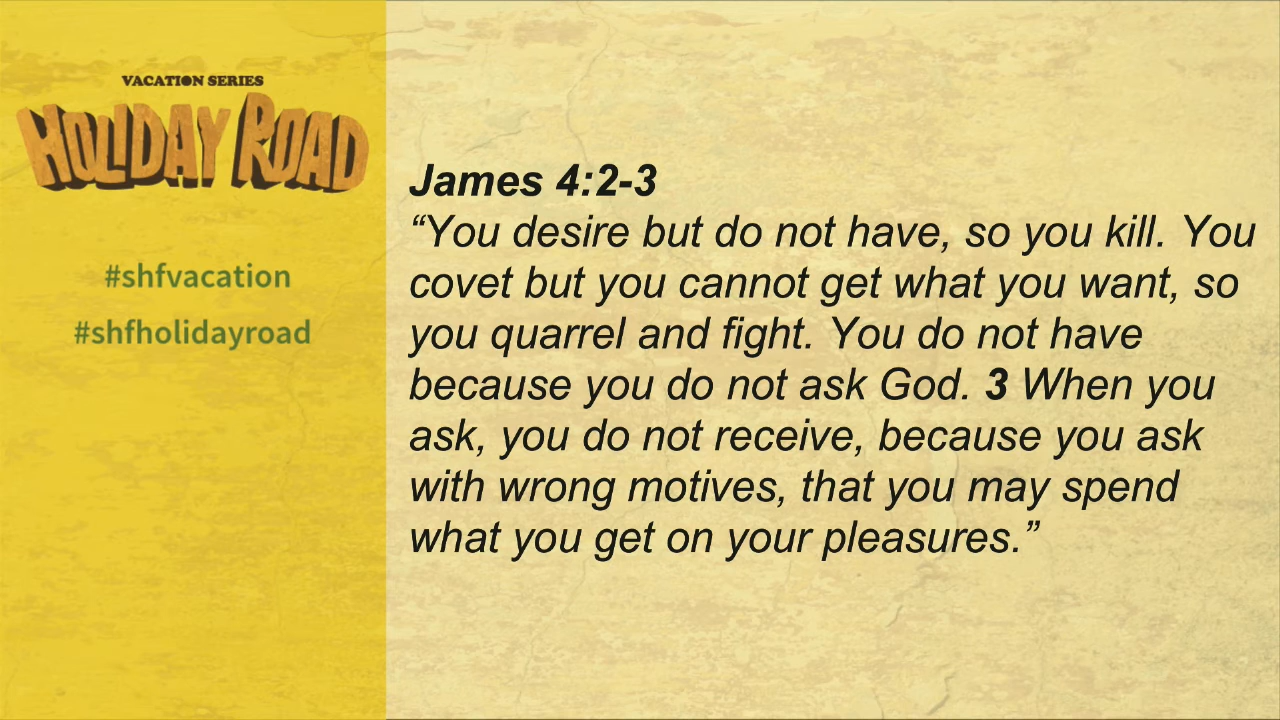 VACATION SERIES
HOLIDAY ROAD
#shfvacation
#shfholidayroad
James 4:2-3
“You desire but do not have, so you kill. You
covet but you cannot get what you want, so
you quarrel and fight. You do not have
because you do not ask God. 3 When you
ask, you do not receive, because you ask
with wrong motives, that you may spend
what you get on your pleasures.”